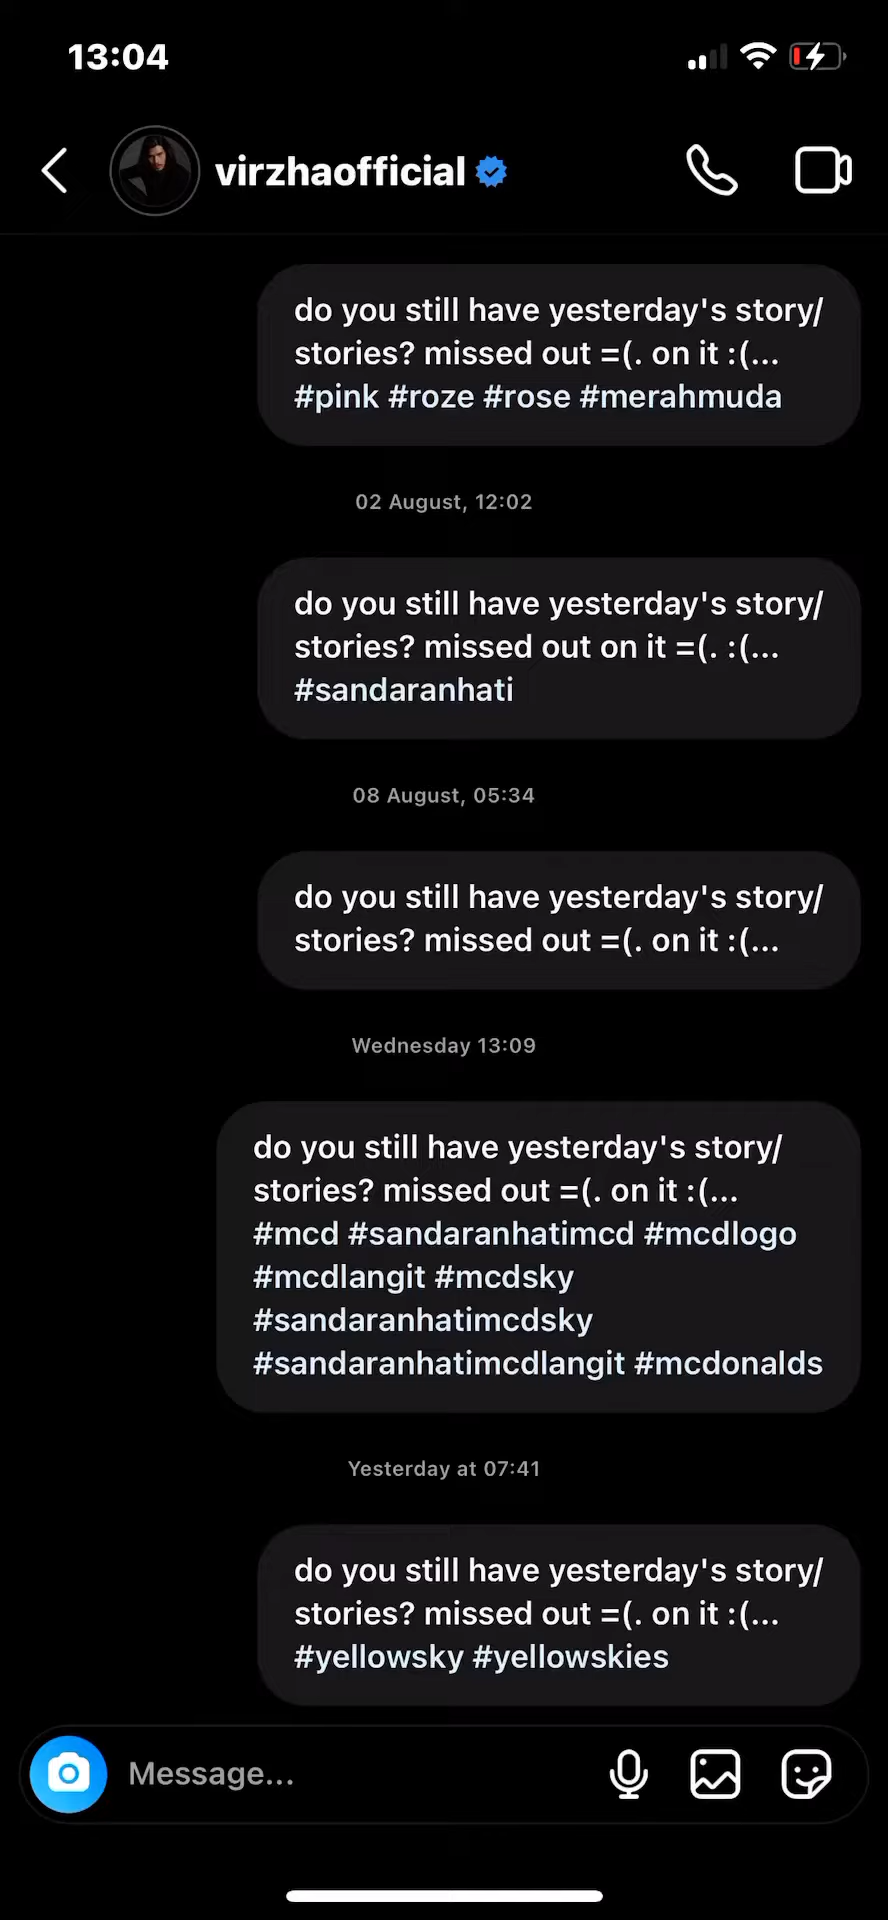 13:04
virzhaofficial
do you still have yesterday's story/
stories? missed out =(. on it :(...
#pink #roze #rose #merahmuda
02 August, 12:02
do you still have yesterday's story/
stories? missed out on it =(. :(...
#sandaranhati
08 August, 05:34
do you still have yesterday's story/
stories? missed out =(. on it :(...
Wednesday 13:09
do you still have yesterday's story/
stories? missed out =(. on it :(...
#mcd #sandaranhatimcd #mcdlogo
#mcdlangit #mcdsky
#sandaranhatimcdsky
#sandaranhatimcdlangit #mcdonalds
Yesterday at 07:41
do you still have yesterday's story/
stories? missed out =(. on it :(...
#yellowsky #yellowskies
Message...